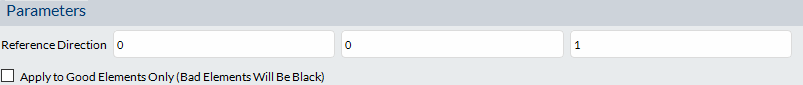 Parameters
Reference Direction 0 0 1
Apply to Good Elements Only (Bad Elements Will Be Black)